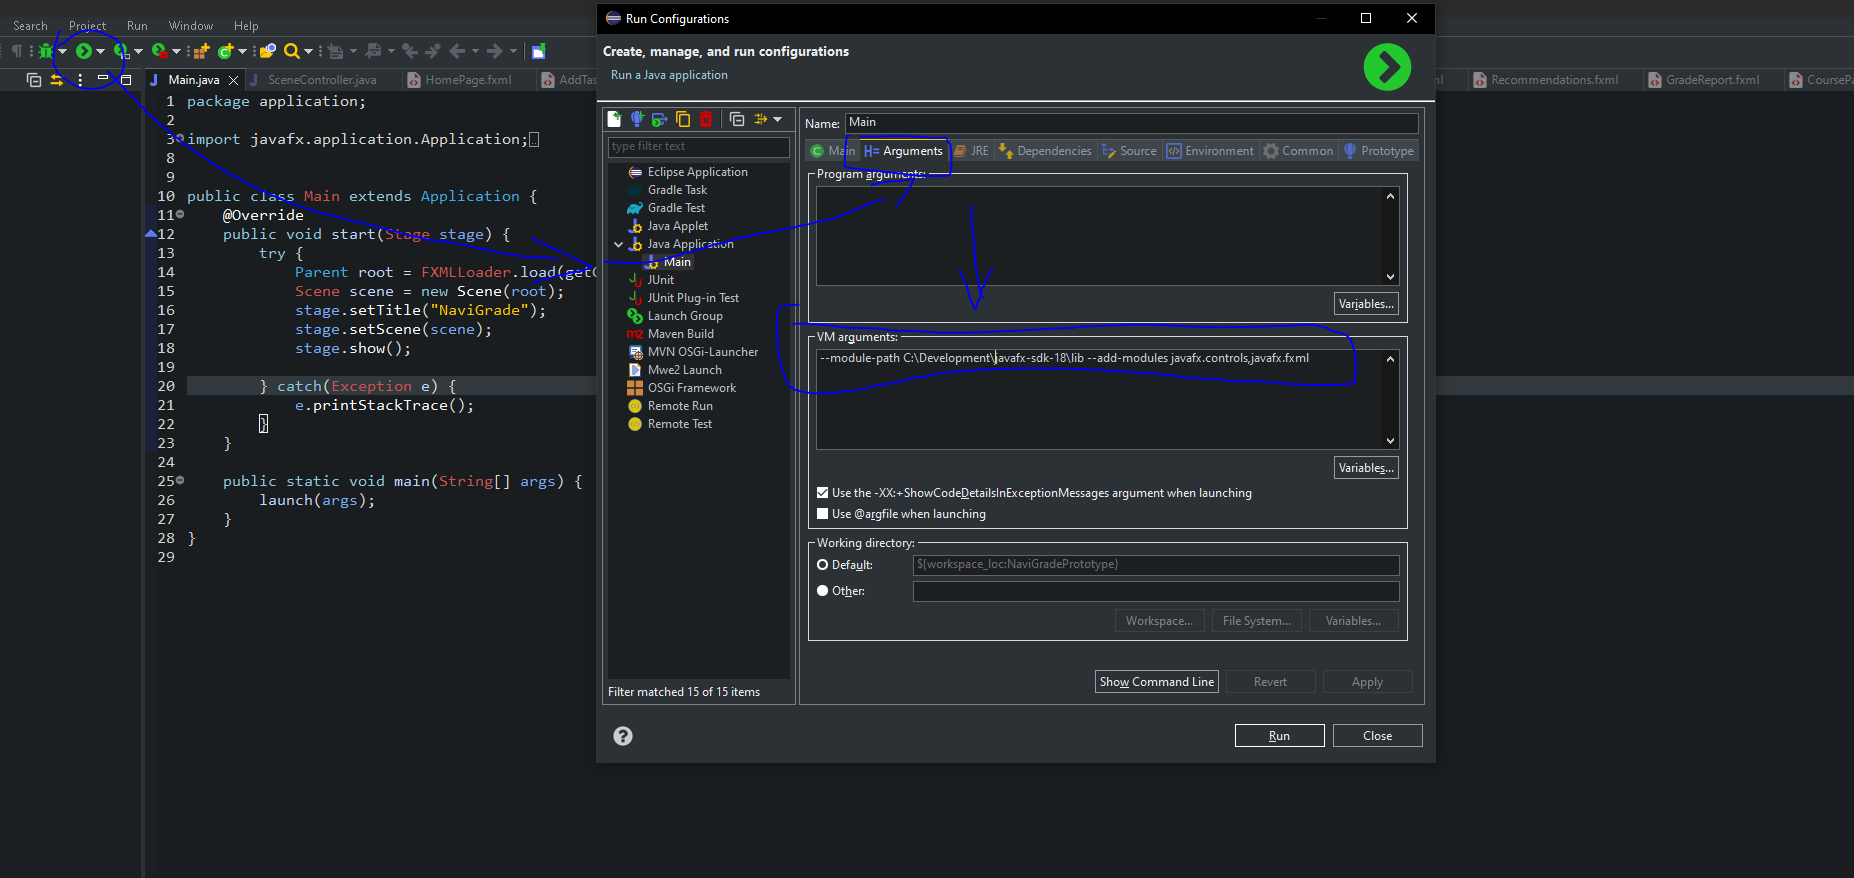 Search Project Run Window Help
Main.java SceneController.java HomePage.fxml AddTas
Recommendations.fxml GradeReport.fxml CoursePa
1 package application;
2
3 import javafx.application.Application;
8
9
10 public class Main extends Application {
11 @Override
12 public void start(Stage stage) {
13 try {
14 Parent root = FXMLLoader.load(getC
15 Scene scene = new Scene(root);
16 stage.setTitle("NaviGrade");
17 stage.setScene(scene);
18 stage.show();
19
20 } catch(Exception e) {
21 e.printStackTrace();
22 }
23 }
24
25 public static void main(String[] args) {
26 launch(args);
27 }
28 }
29
Run Configurations
Create, manage, and run configurations
Run a Java application
type filter text
Eclipse Application
Gradle Task
Gradle Test
Java Applet
Java Application
Main
JUnit
JUnit Plug-in Test
Launch Group
Maven Build
MVN OSGi-Launcher
Mwe2 Launch
OSGi Framework
Remote Run
Remote Test
Filter matched 15 of 15 items
Name: Main
Main Arguments JRE Dependencies Source Environment Common Prototype
Program arguments:
Variables...
VM arguments:
--module-path C:\Development\javafx-sdk-18\lib --add-modules javafx.controls,javafx.fxml
Variables...
Use the -XX:+ShowCodeDetailsInExceptionMessages argument when launching
Use @argfile when launching
Working directory:
Default: ${workspace_loc:NaviGradePrototype}
Other:
Workspace... File System... Variables...
Show Command Line Revert Apply
Run Close